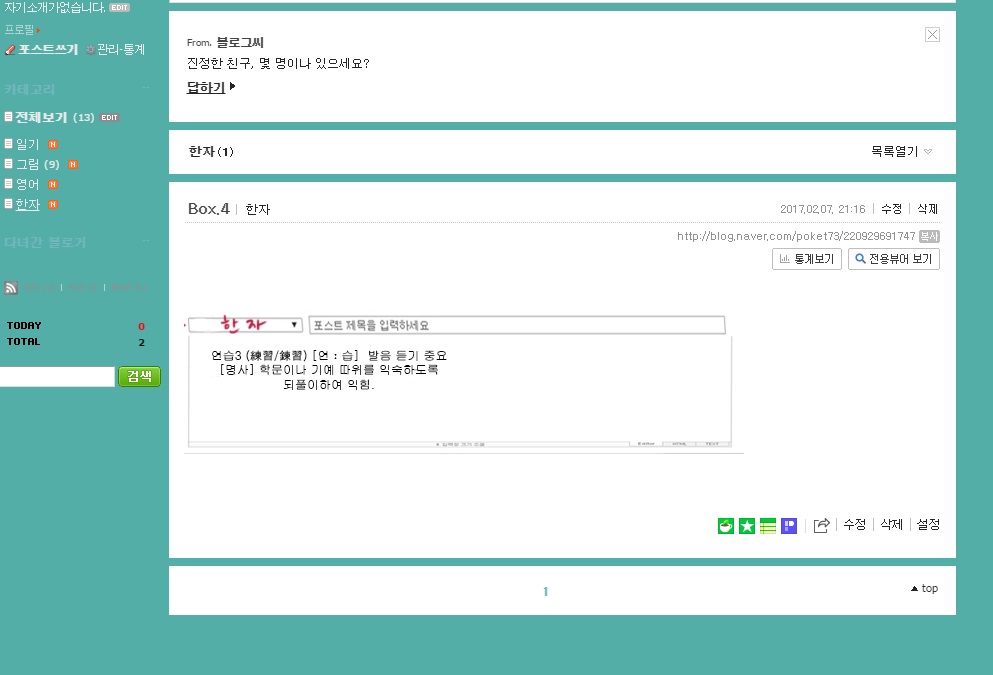 자기소개가없습니다. EDIT
프로필
포스트쓰기 관리·통계
카테고리
전체보기 (13) EDIT
일기 N
그림 (9) N
영어 N
한자 N
다녀간 블로거
TODAY 0
TOTAL 2
검색
From. 블로그씨
진정한 친구, 몇 명이나 있으세요?
답하기
한자(1) 목록열기
Box.4 한자 2017.02.07. 21:16 수정 삭제
http://blog.naver.com/poket73/220929691747 복사
통계보기 전용뷰어 보기
한자 포스트 제목을 입력하세요
연습3 (練習/鍊習) [연ː습] 발음 듣기 중요
[명사] 학문이나 기예 따위를 익숙하도록
되풀이하여 익힘.
Editor HTML TEXT
수정 삭제 설정
1 top